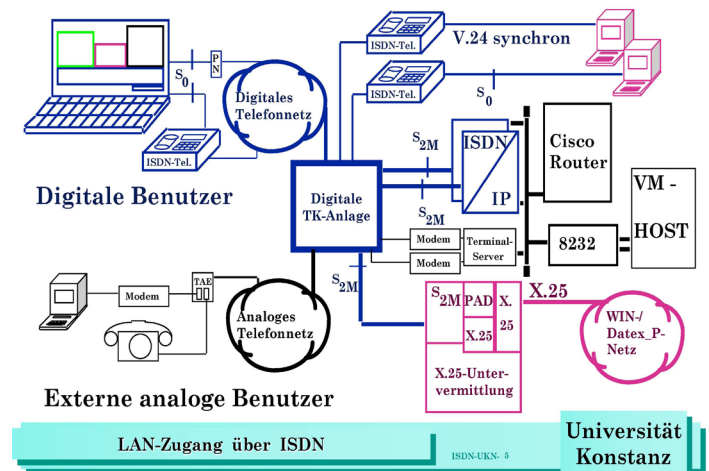 ISDN-Tel.
V.24 synchron
ISDN-Tel.
S0
S0
P
N
Digitales
Telefonnetz
ISDN-Tel.
Digitale Benutzer
Digitale
TK-Anlage
S2M
S2M
ISDN
IP
Cisco
Router
VM -
HOST
8232
Modem
Modem
Terminal-
Server
S2M
TAE
Modem
Analoges
Telefonnetz
Externe analoge Benutzer
S2M
PAD
X.25
X.
25
X.25-Unter-
vermittlung
X.25
WIN-/
Datex_P-
Netz
LAN-Zugang über ISDN
ISDN-UKN- 5
Universität
Konstanz